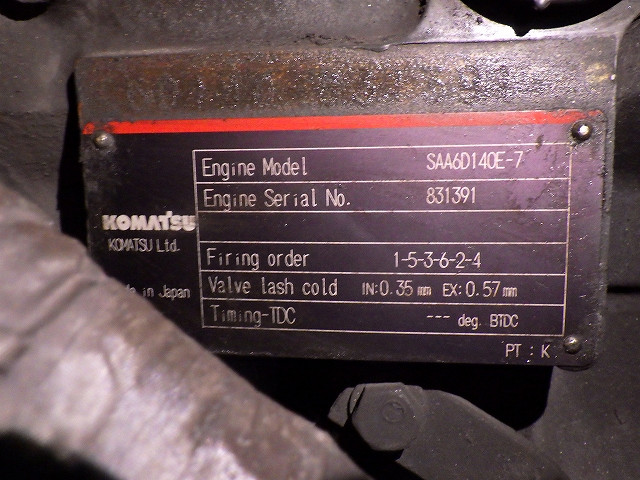 Engine Model SAA6D140E-7
Engine Serial No. 831391
KOMATSU
KOMATSU Ltd.
Firing order 1-5-3-6-2-4
Valve lash cold IN:0.35 mm EX:0.57 mm
in Japan
Timing-TDC --- deg. BTDC
PT : K